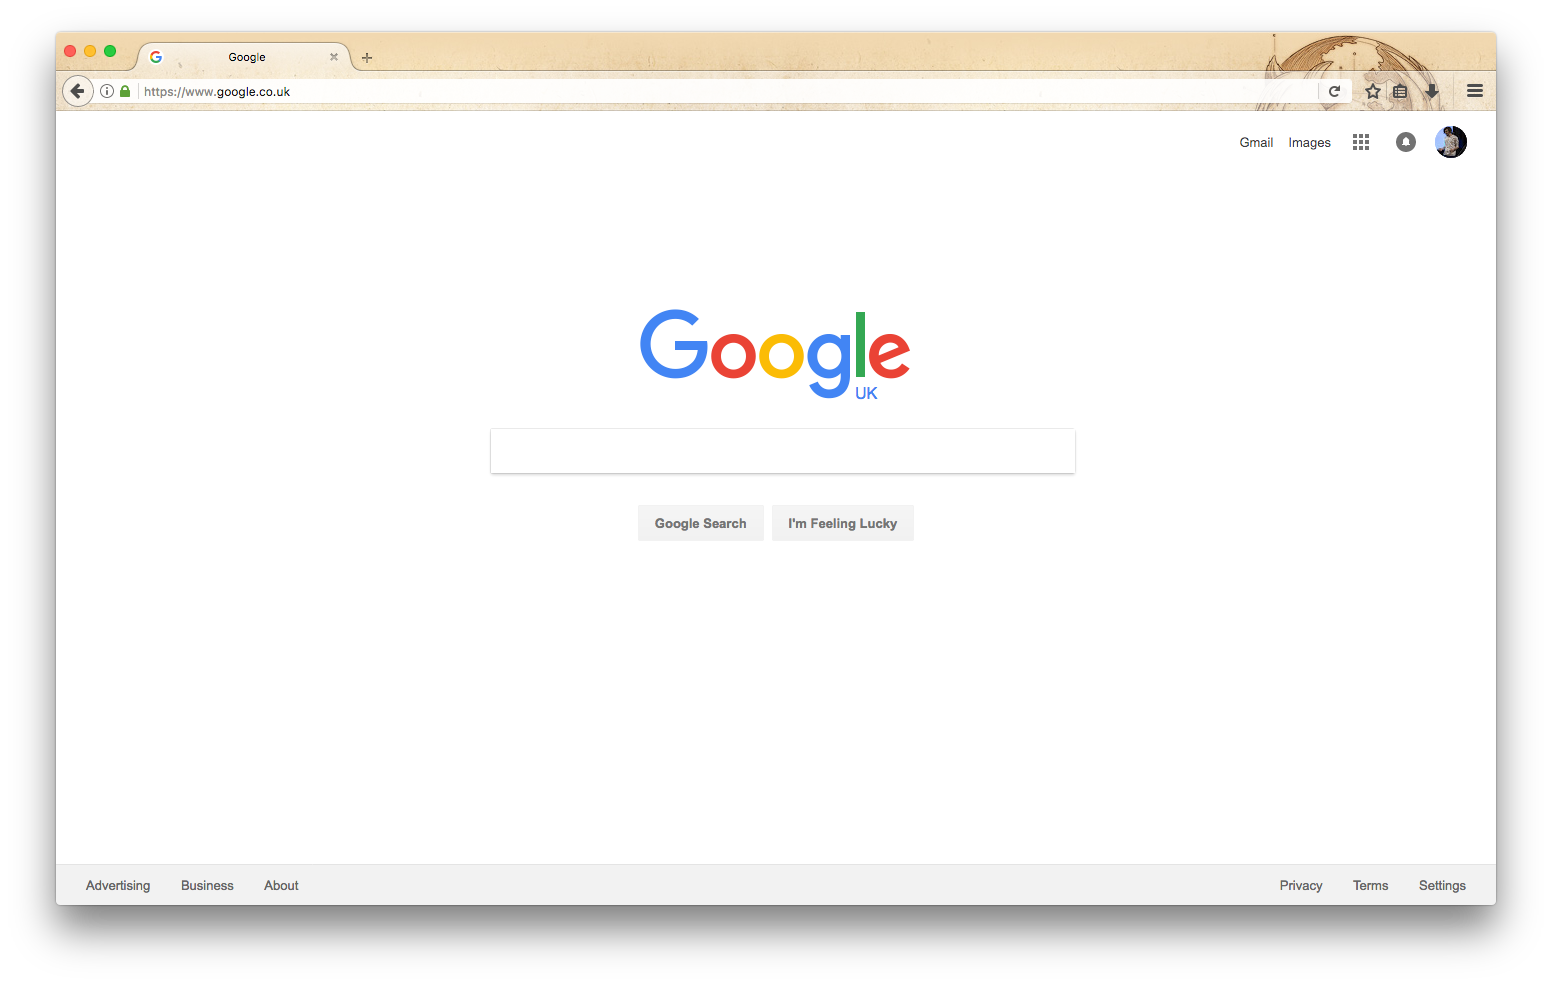 Google
https://www.google.co.uk
Gmail Images
Google
UK
Google Search I'm Feeling Lucky
Advertising Business About Privacy Terms Settings